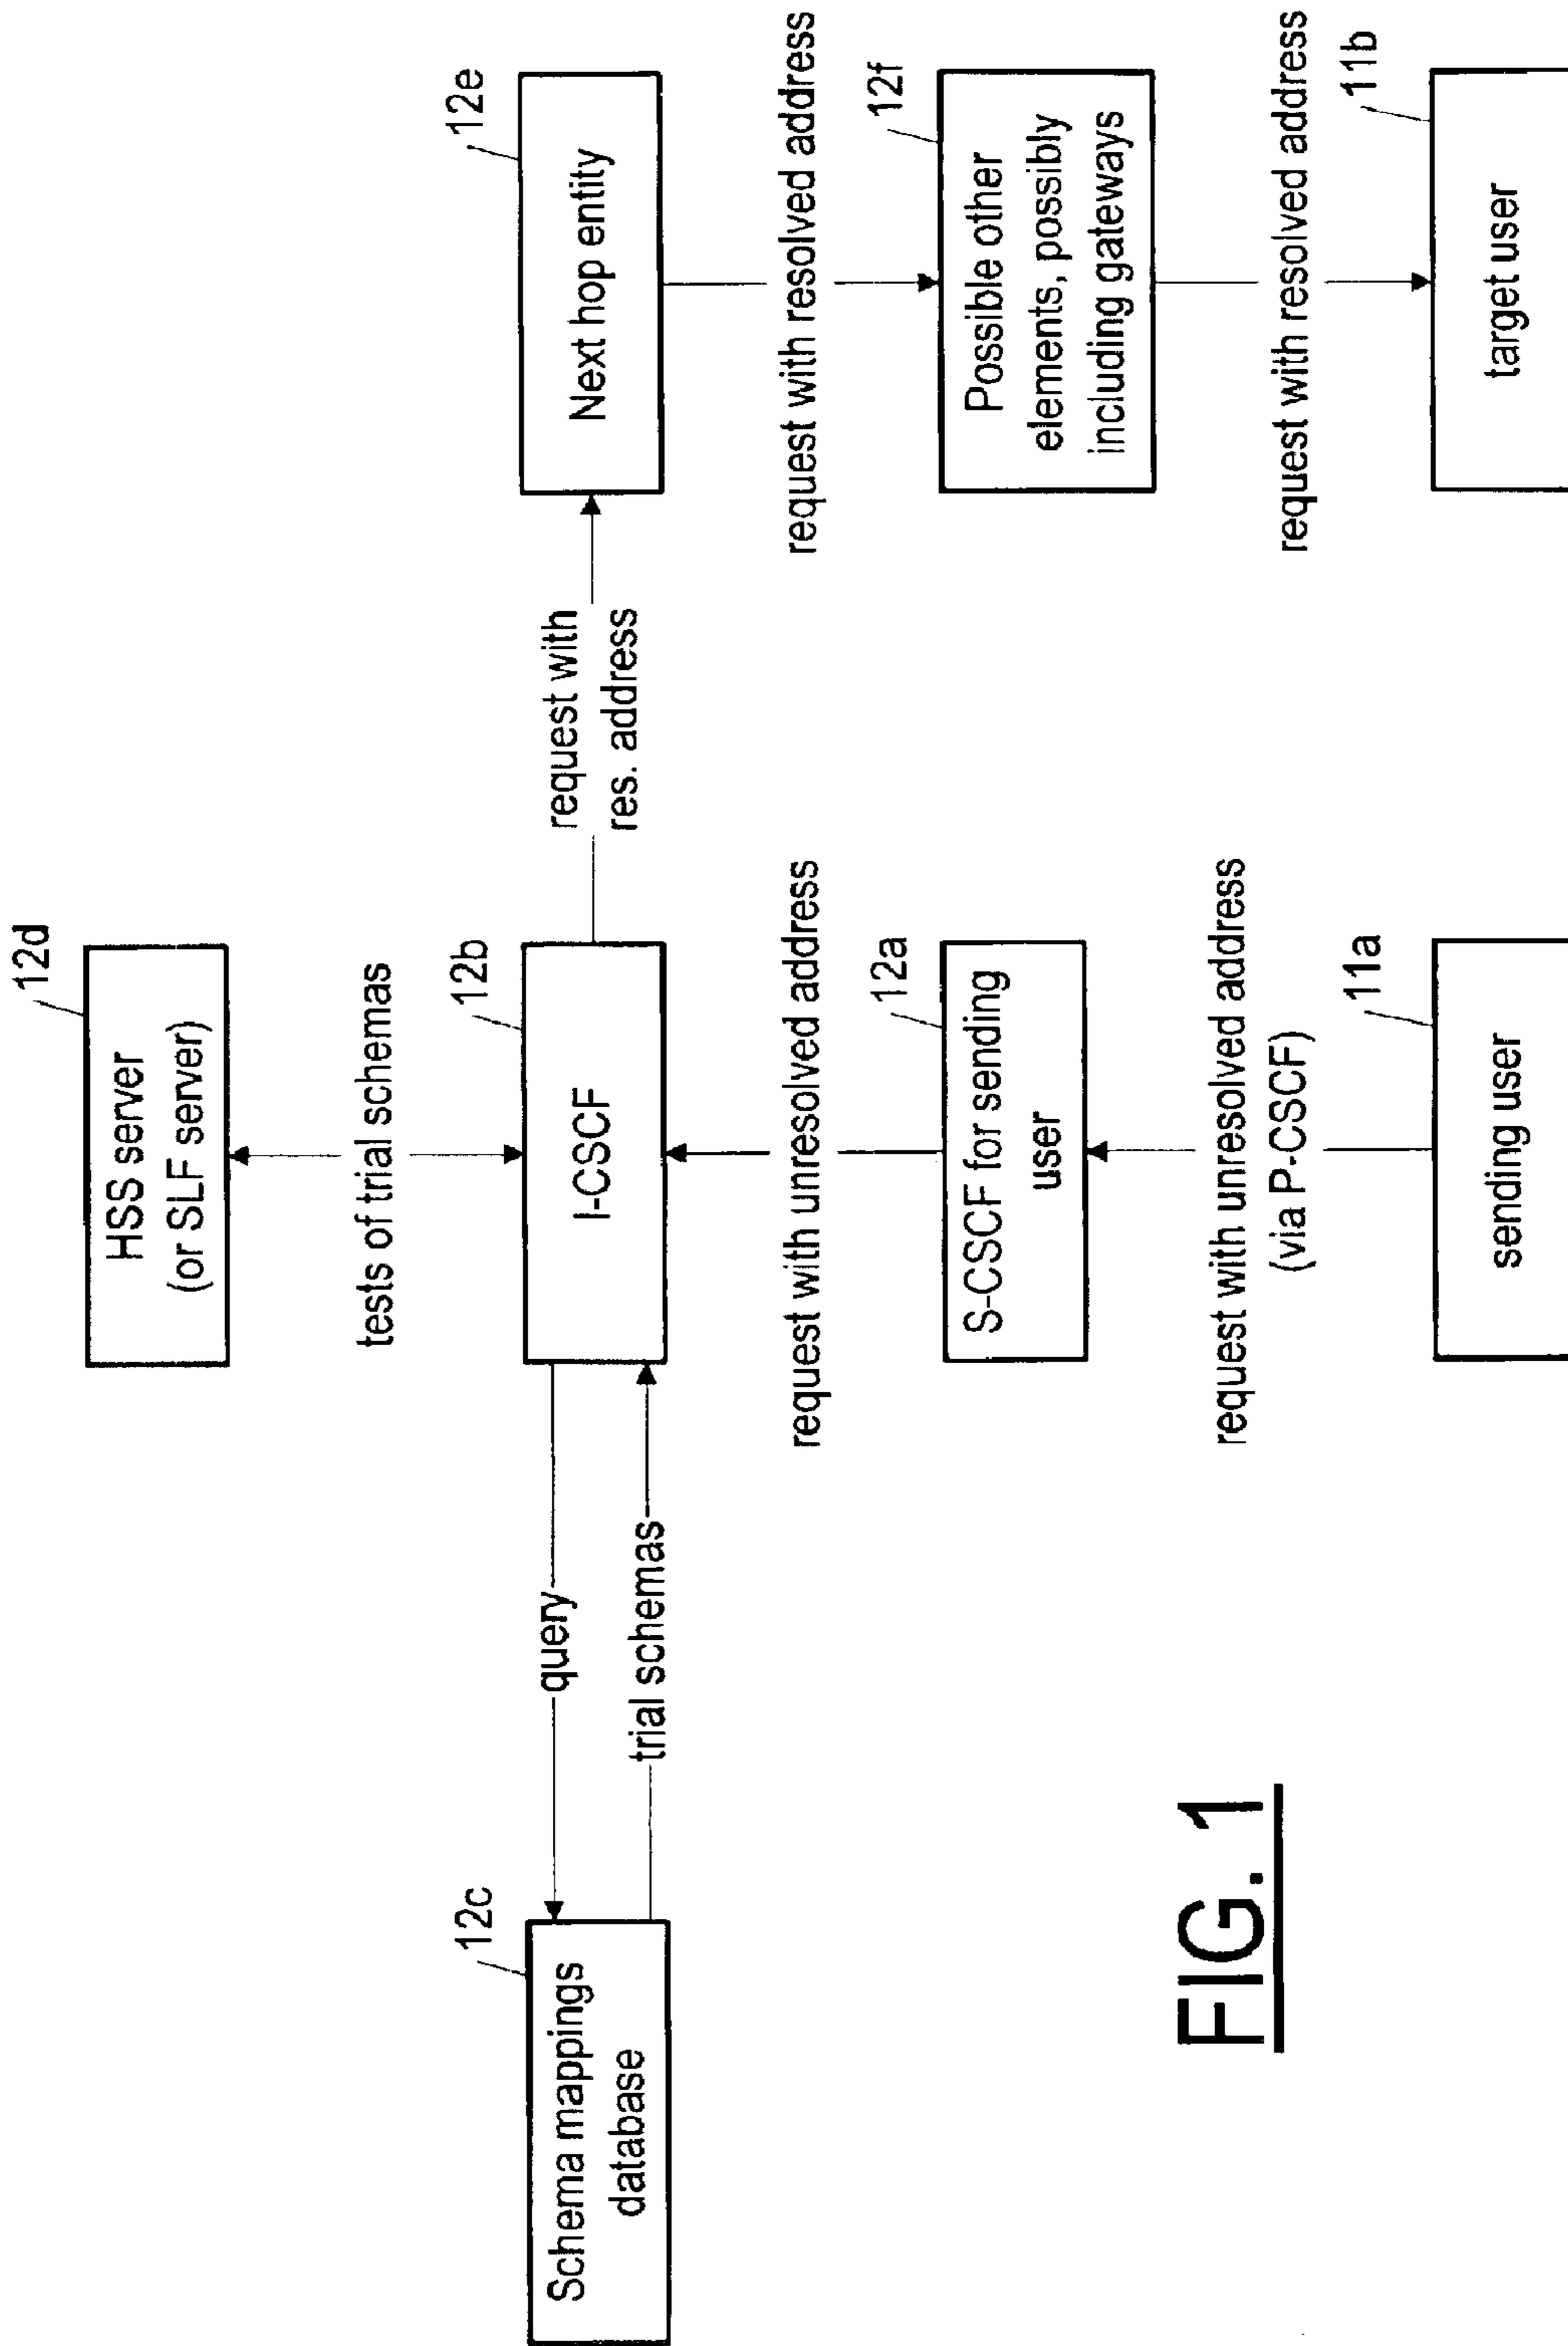 12d
HSS server
(or SLF server)
tests of trial schemas
12c
Schema mappings
database
query
trial schemas
12b
I-CSCF
request with
res. address
12e
Next hop entity
request with unresolved address
request with resolved address
12a
S-CSCF for sending
user
12f
Possible other
elements, possibly
including gateways
request with unresolved address
(via P-CSCF)
request with resolved address
11a
sending user
11b
target user
FIG. 1